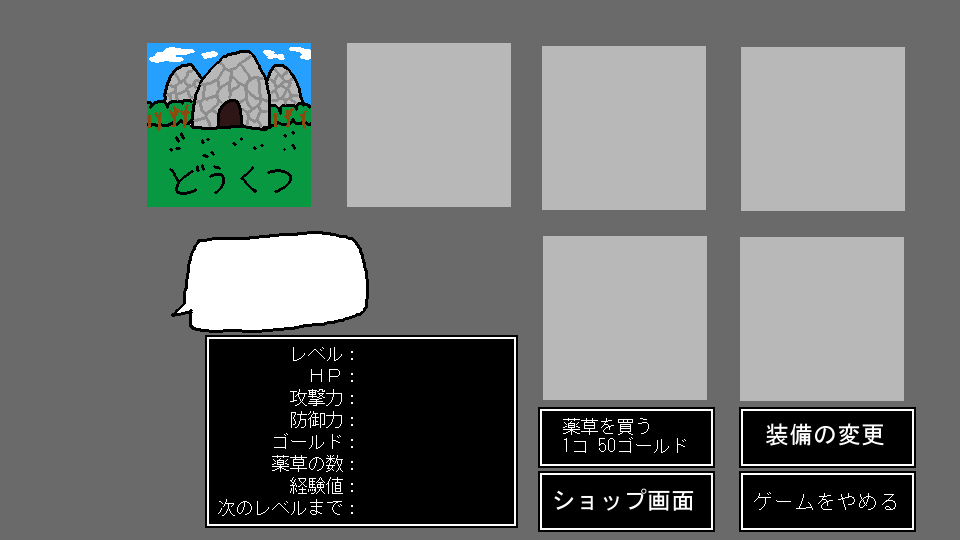 どうくつ
レベル：
ＨＰ：
攻撃力：
防御力：
ゴールド：
薬草の数：
経験値：
次のレベルまで：
薬草を買う
1コ 50ゴールド
装備の変更
ショップ画面
ゲームをやめる